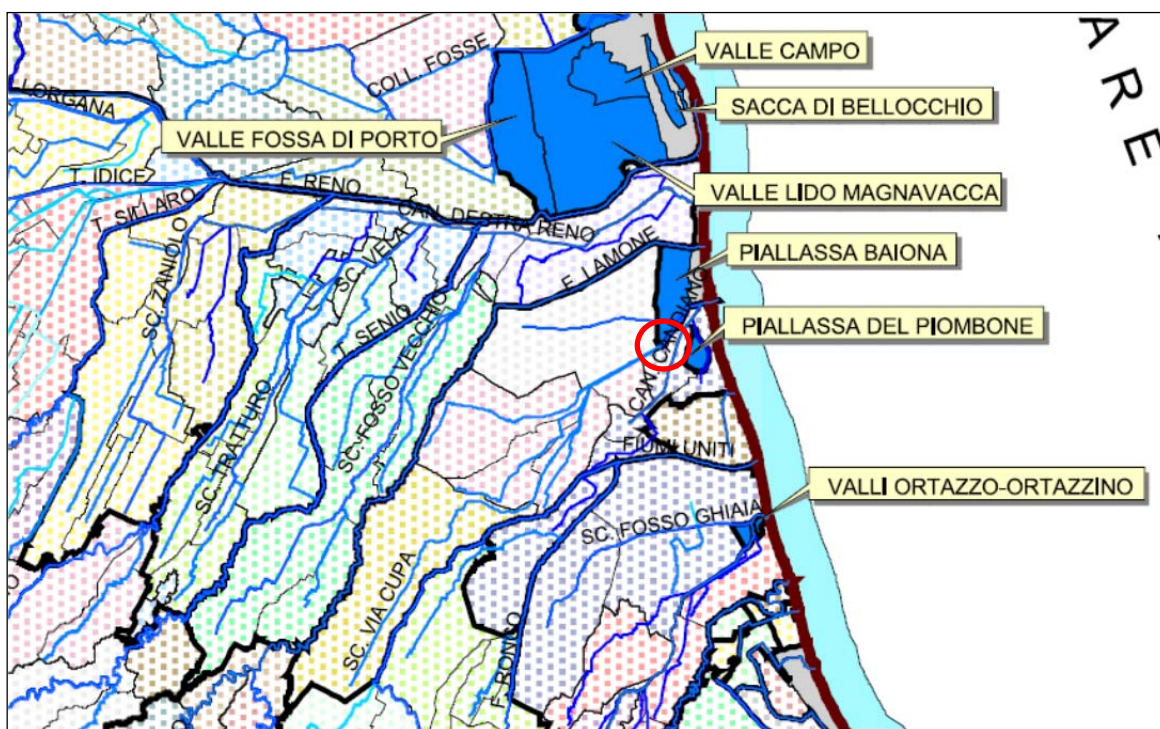 VALLE CAMPO
SACCA DI BELLOCCHIO
VALLE FOSSA DI PORTO
VALLE LIDO MAGNAVACCA
PIALLASSA BAIONA
PIALLASSA DEL PIOMBONE
VALLI ORTAZZO-ORTAZZINO
A
R
E
COLL. FOSSE
LORGANA
T. IDICE
T. SILLARO
F. RENO
CAN. DESTRA RENO
SC. ZANIOLO
SC. VELA
F. LAMONE
T. SENIO
SC. FOSSO VECCHIO
SC. TRATTURO
CAN. CANDIANO
FIUMI UNITI
SC. FOSSO GHIAIA
SC. VIA CUPA
F. RONCO